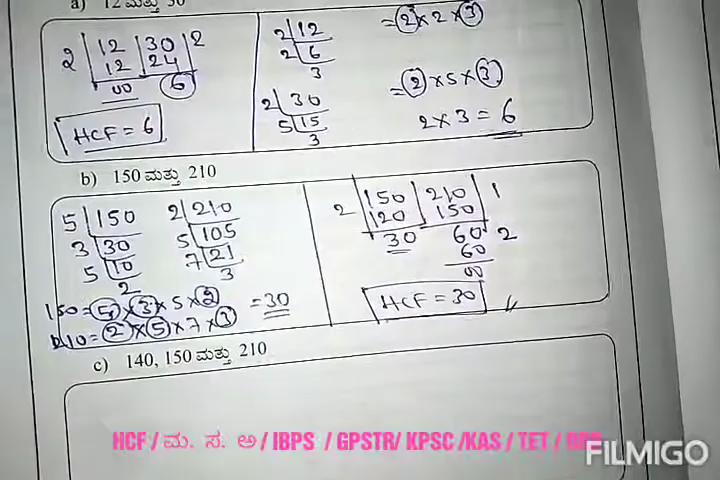 a) 12 ಮತ್ತು 30
2 | 12 | 30 | 2
12 | 24
00 | 6
HCF = 6
2 | 12
2 | 6
3
2 | 30
5 | 15
3
= 2 × 2 × 3
= 2 × 5 × 3
2 × 3 = 6
b) 150 ಮತ್ತು 210
5 | 150
3 | 30
5 | 10
2
2 | 210
5 | 105
7 | 21
3
150 = 5 × 3 × 5 × 2 = 30
210 = 2 × 5 × 7 × 3
2 | 150 | 210 | 1
120 | 150
30 | 60 | 2
60
00
HCF = 30
c) 140, 150 ಮತ್ತು 210
HCF / ಮ. ಸ. ಅ / IBPS / GPSTR/ KPSC /KAS / TET /
FILMIGO